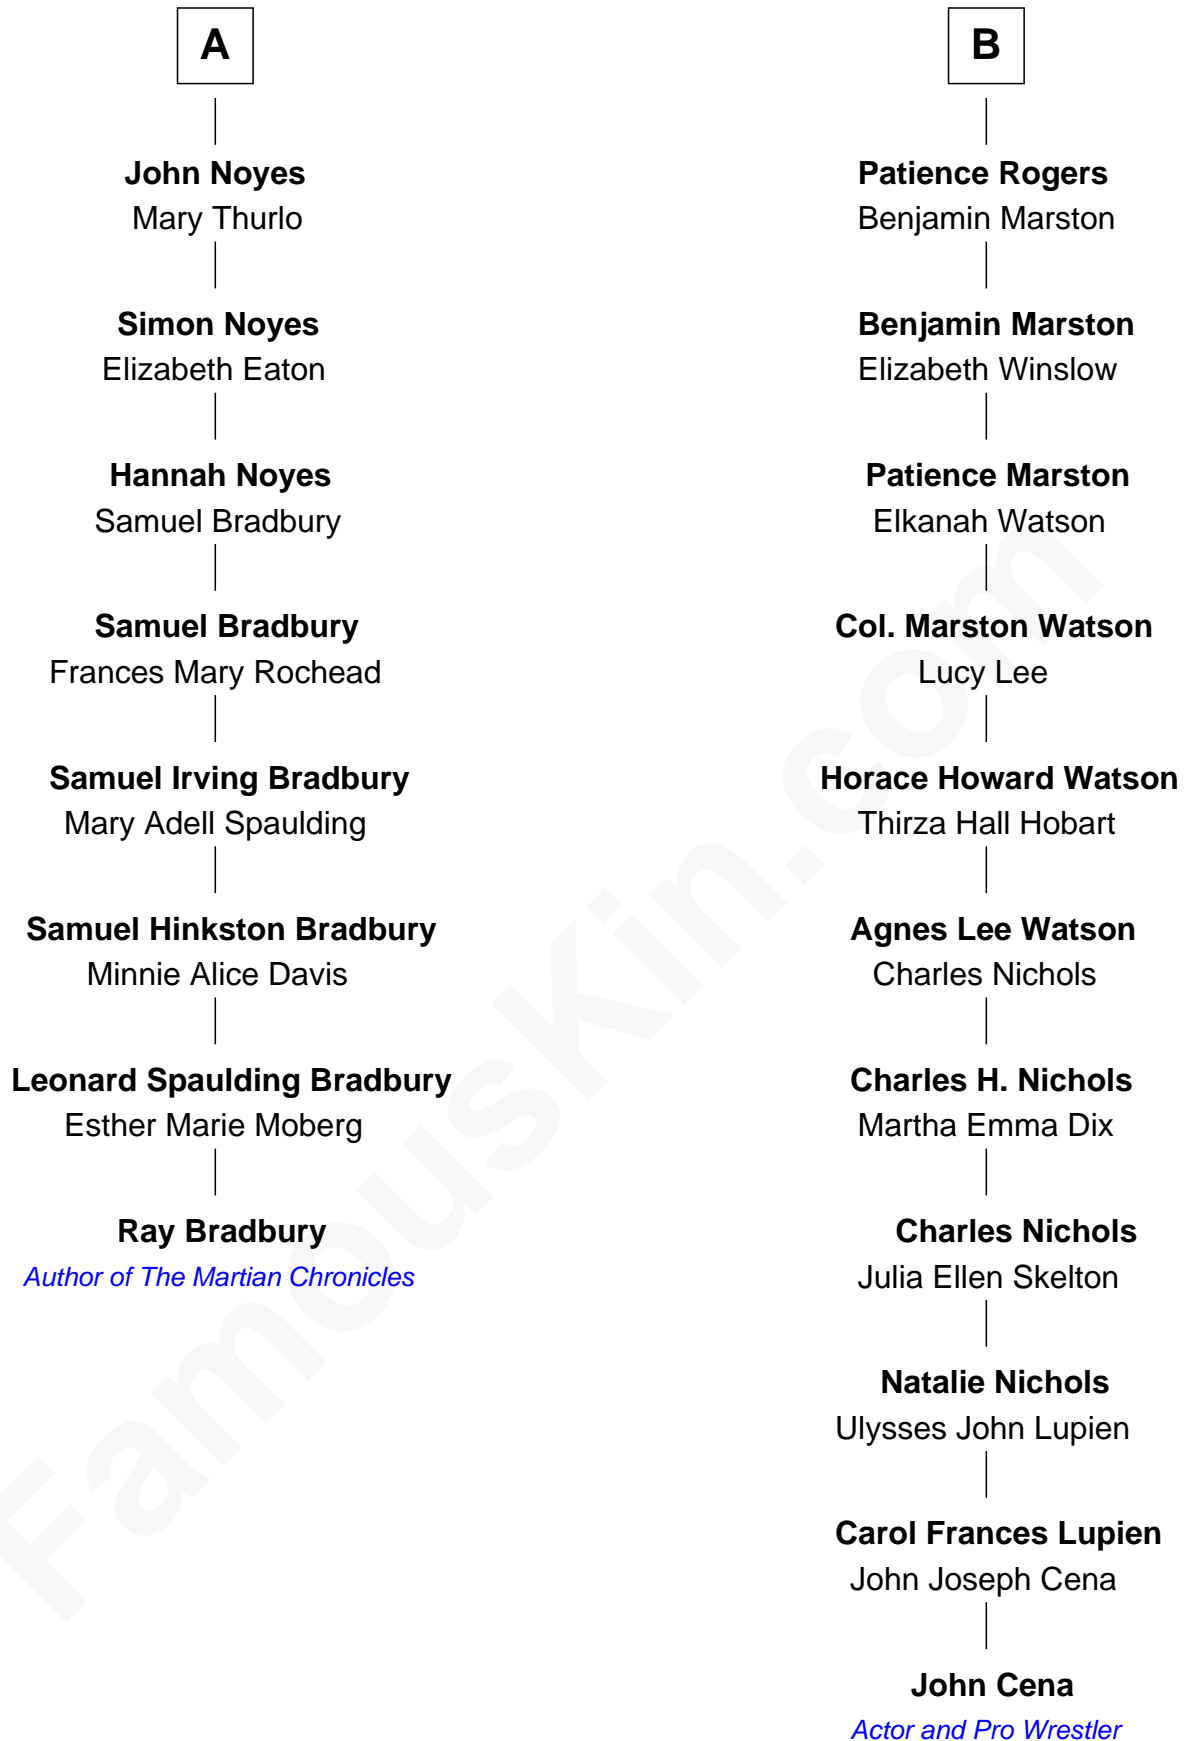 A
John Noyes
Mary Thurlo
Simon Noyes
Elizabeth Eaton
Hannah Noyes
Samuel Bradbury
Samuel Bradbury
Frances Mary Rochead
Samuel Irving Bradbury
Mary Adell Spaulding
Samuel Hinkston Bradbury
Minnie Alice Davis
Leonard Spaulding Bradbury
Esther Marie Moberg
Ray Bradbury
Author of The Martian Chronicles
B
Patience Rogers
Benjamin Marston
Benjamin Marston
Elizabeth Winslow
Patience Marston
Elkanah Watson
Col. Marston Watson
Lucy Lee
Horace Howard Watson
Thirza Hall Hobart
Agnes Lee Watson
Charles Nichols
Charles H. Nichols
Martha Emma Dix
Charles Nichols
Julia Ellen Skelton
Natalie Nichols
Ulysses John Lupien
Carol Frances Lupien
John Joseph Cena
John Cena
Actor and Pro Wrestler
FamousKin.com